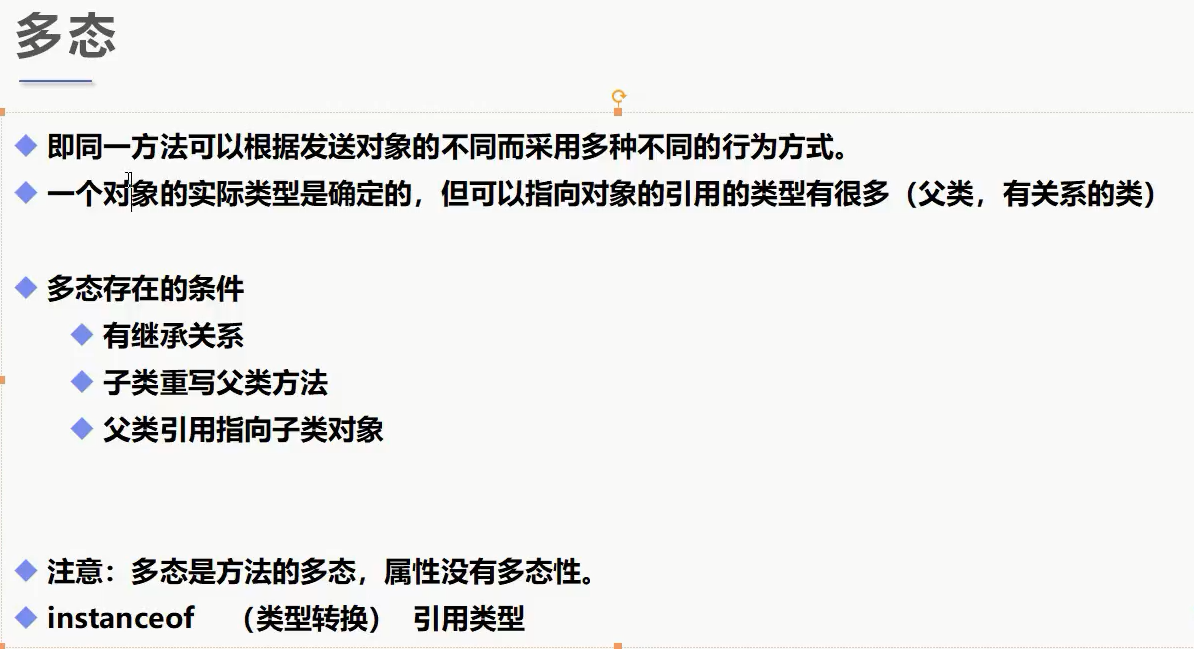 多态
即同一方法可以根据发送对象的不同而采用多种不同的行为方式。
一个对象的实际类型是确定的，但可以指向对象的引用的类型有很多（父类，有关系的类）
多态存在的条件
有继承关系
子类重写父类方法
父类引用指向子类对象
注意：多态是方法的多态，属性没有多态性。
instanceof （类型转换） 引用类型